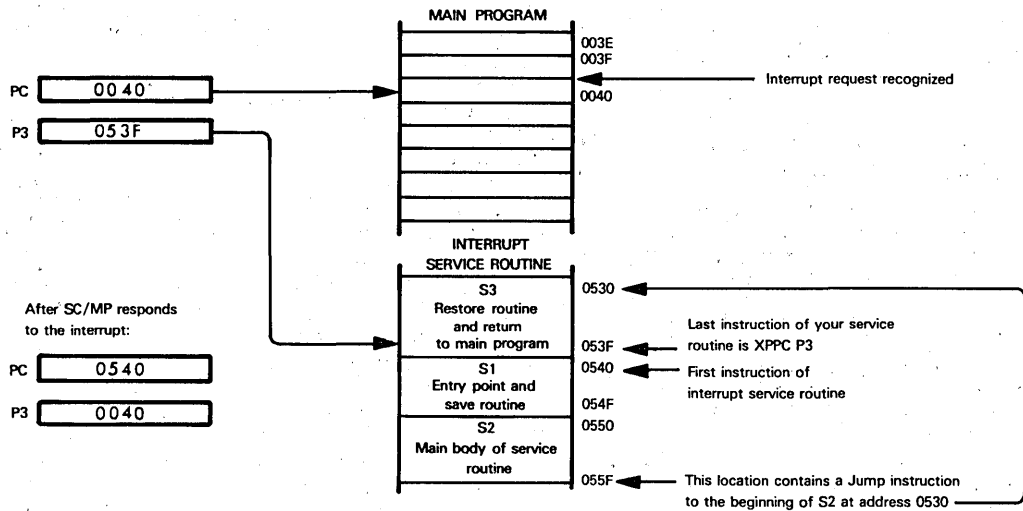 MAIN PROGRAM
003E
003F
Interrupt request recognized
PC 0040
0040
P3 053F
INTERRUPT
SERVICE ROUTINE
S3
Restore routine
and return
to main program
0530
053F
Last instruction of your service
routine is XPPC P3
After SC/MP responds
to the interrupt:
PC 0540
P3 0040
S1
Entry point and
save routine
0540
054F
First instruction of
interrupt service routine
S2
Main body of service
routine
0550
055F
This location contains a Jump instruction
to the beginning of S2 at address 0530